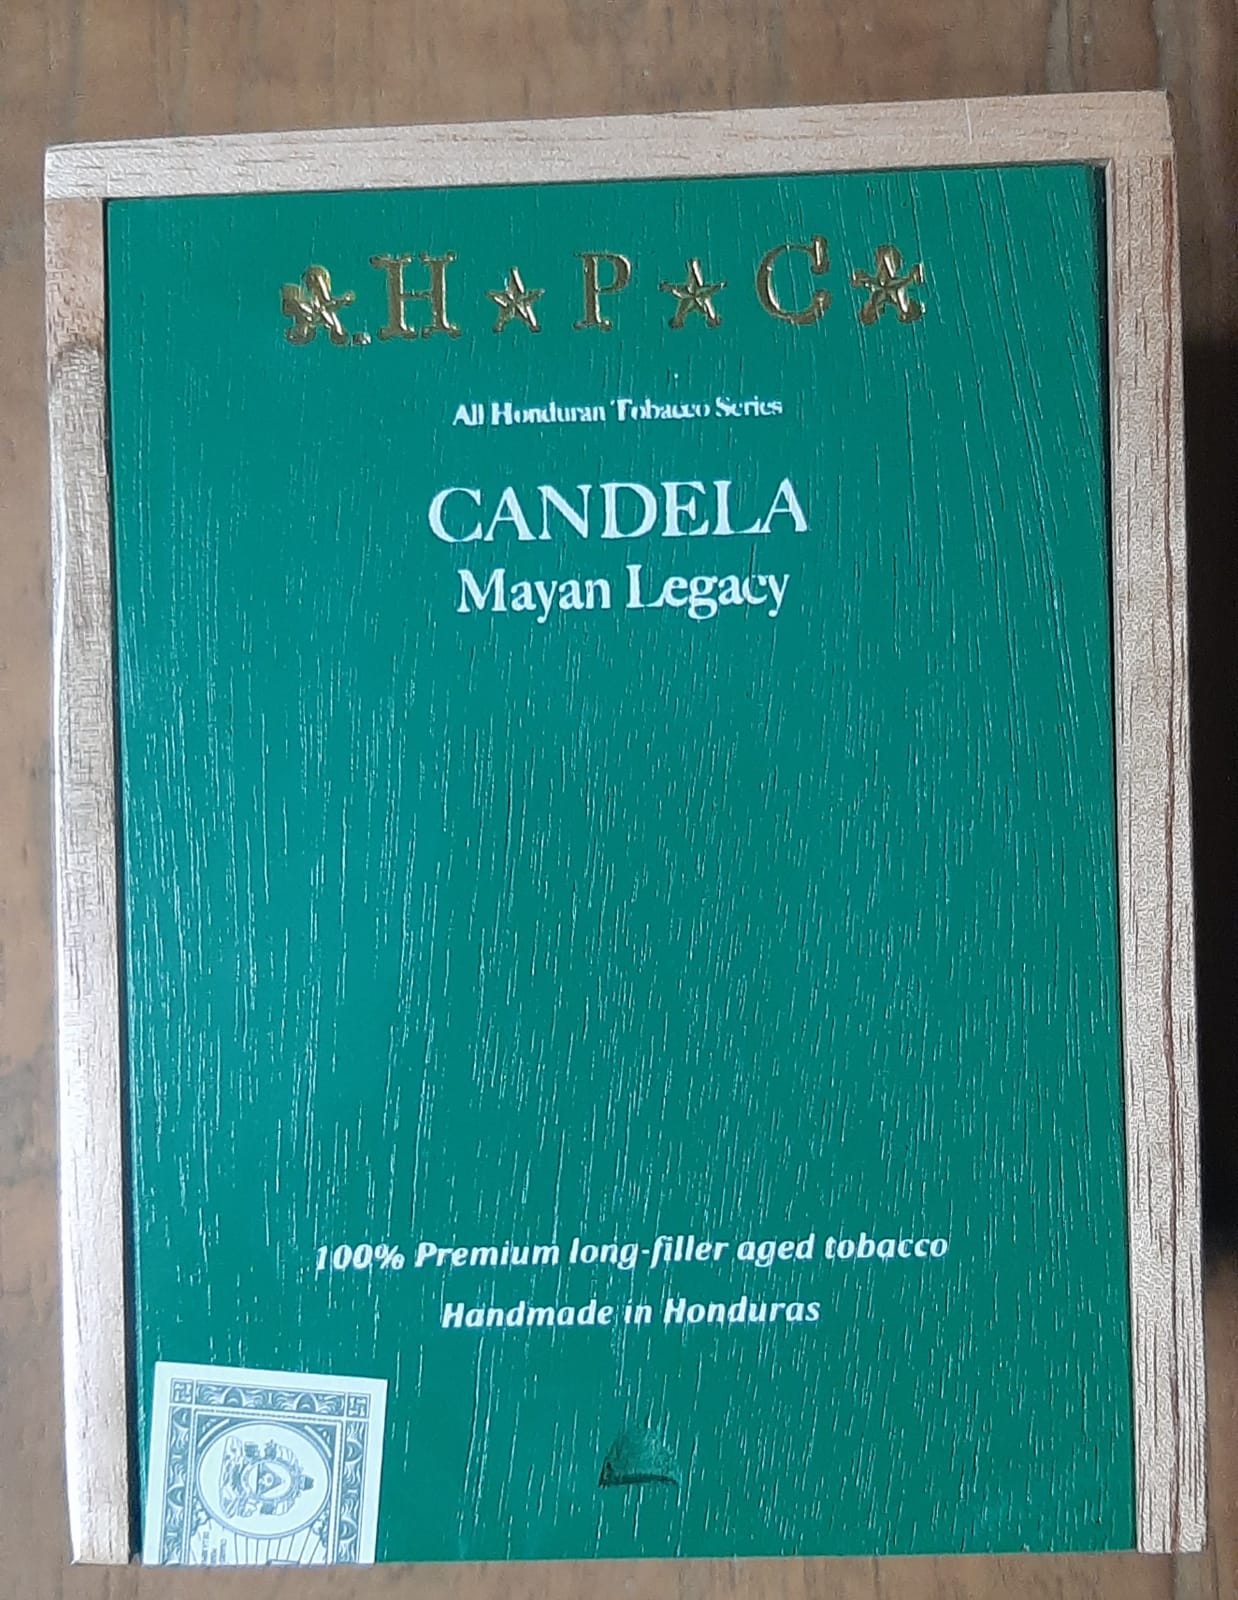 H ★ P ★ C
All Honduran Tobacco Series
CANDELA
Mayan Legacy
100% Premium long-filler aged tobacco
Handmade in Honduras